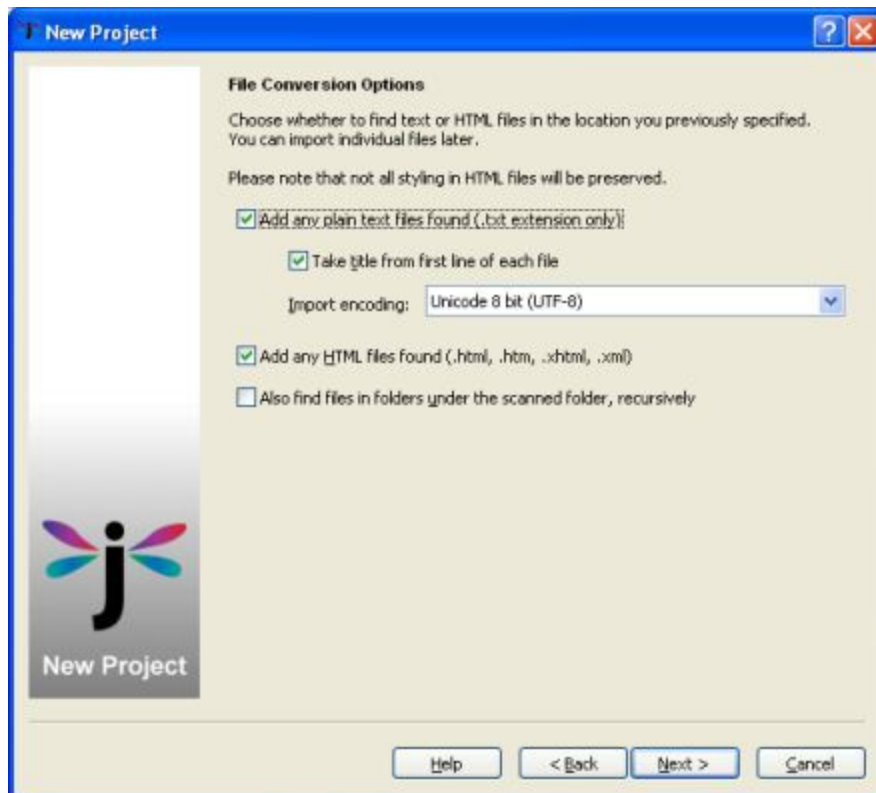 New Project
File Conversion Options
Choose whether to find text or HTML files in the location you previously specified.
You can import individual files later.
Please note that not all styling in HTML files will be preserved.
Add any plain text files found (.txt extension only)
Take title from first line of each file
Import encoding: Unicode 8 bit (UTF-8)
Add any HTML files found (.html, .htm, .xhtml, .xml)
Also find files in folders under the scanned folder, recursively
j
New Project
Help < Back Next > Cancel